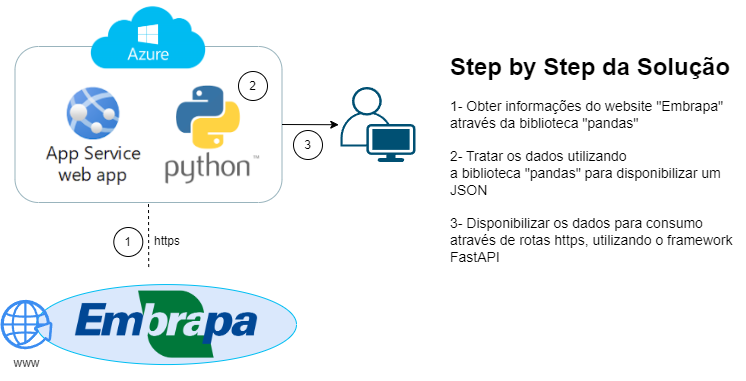 Azure
2
App Service
web app
python™
3
1
https
Embrapa
www
Step by Step da Solução
1- Obter informações do website "Embrapa"
através da biblioteca "pandas"
2- Tratar os dados utilizando
a biblioteca "pandas" para disponibilizar um
JSON
3- Disponibilizar os dados para consumo
através de rotas https, utilizando o framework
FastAPI